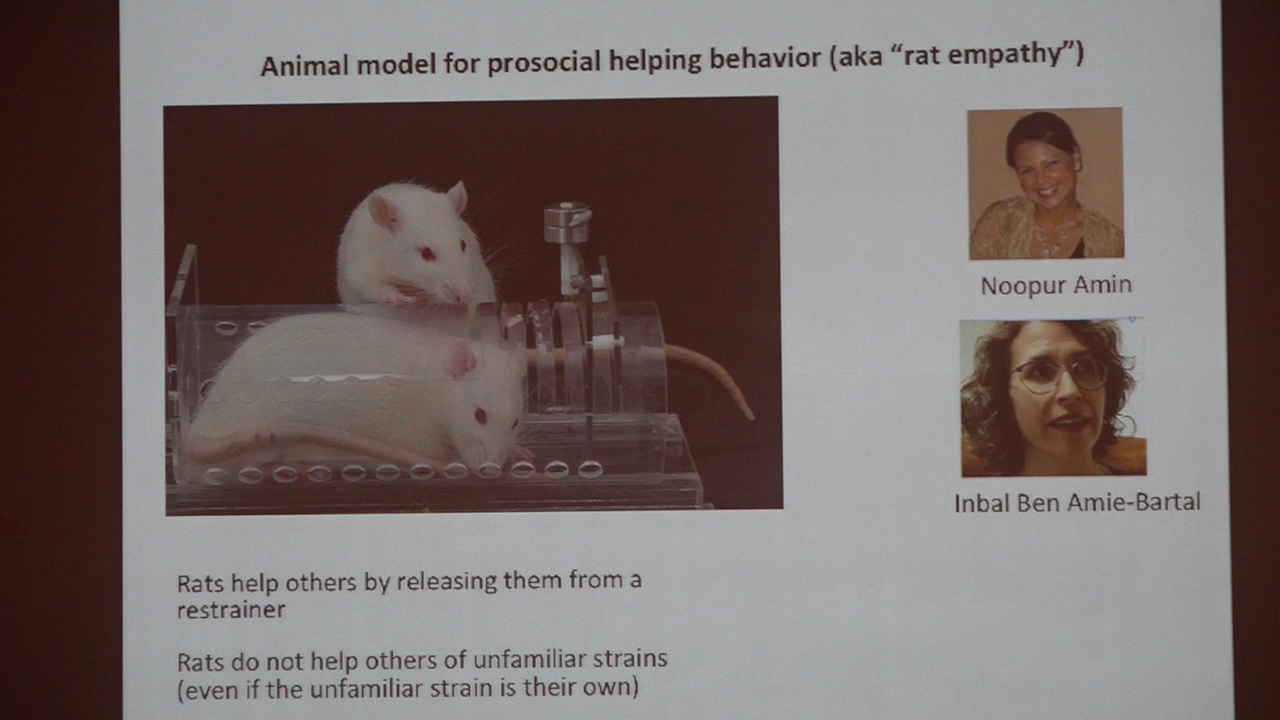 Animal model for prosocial helping behavior (aka “rat empathy”)
Noopur Amin
Inbal Ben Amie-Bartal
Rats help others by releasing them from a
restrainer
Rats do not help others of unfamiliar strains
(even if the unfamiliar strain is their own)